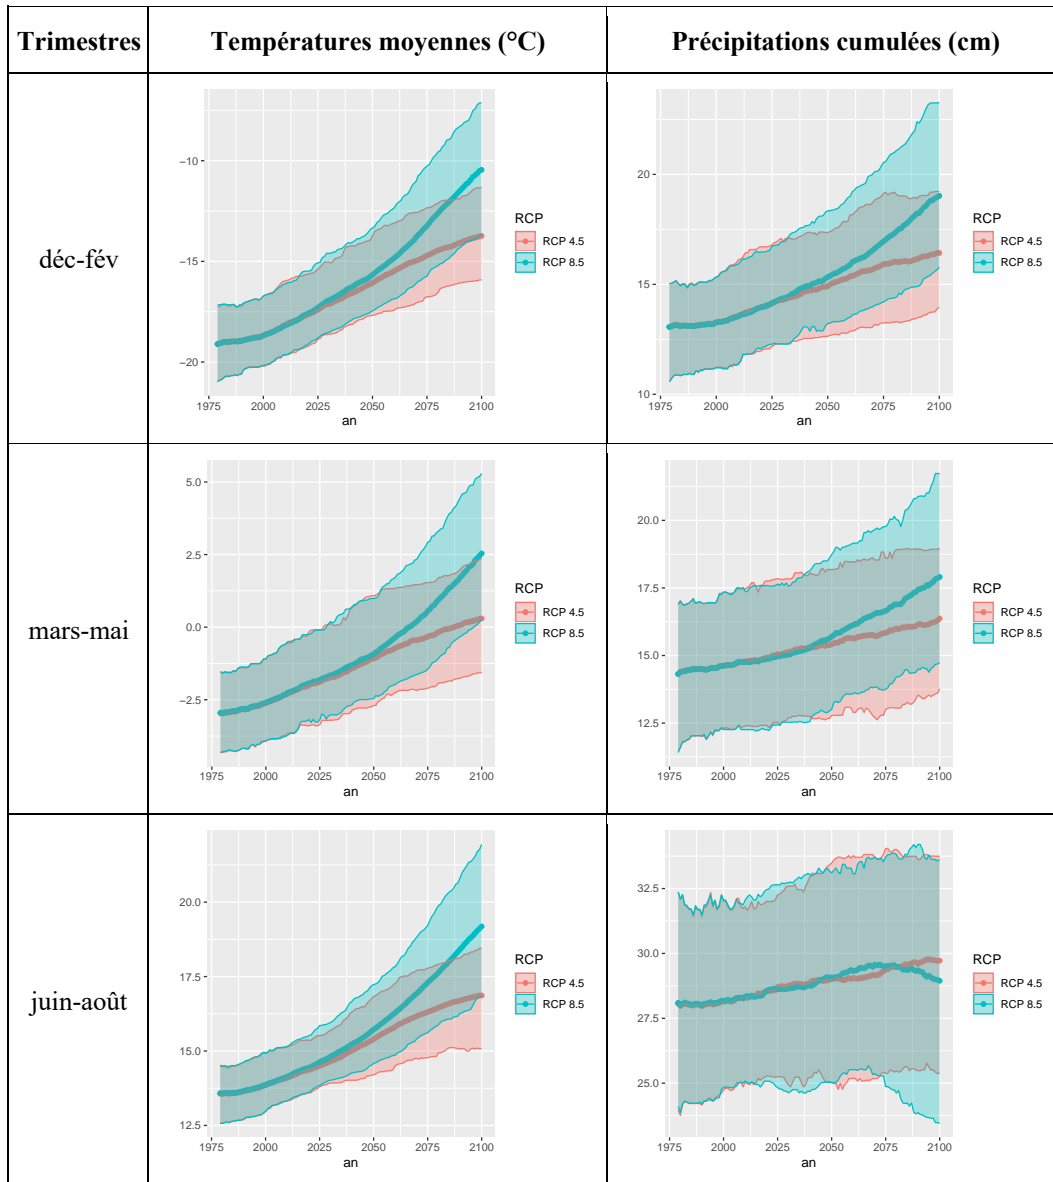 Trimestres Températures moyennes (°C) Précipitations cumulées (cm)
déc-fév
−10
−15
−20
1975 2000 2025 2050 2075 2100
an
RCP
RCP 4.5
RCP 8.5
20
15
10
1975 2000 2025 2050 2075 2100
an
RCP
RCP 4.5
RCP 8.5
mars-mai
5.0
2.5
0.0
−2.5
1975 2000 2025 2050 2075 2100
an
RCP
RCP 4.5
RCP 8.5
20.0
17.5
15.0
12.5
1975 2000 2025 2050 2075 2100
an
RCP
RCP 4.5
RCP 8.5
juin-août
20.0
17.5
15.0
12.5
1975 2000 2025 2050 2075 2100
an
RCP
RCP 4.5
RCP 8.5
32.5
30.0
27.5
25.0
1975 2000 2025 2050 2075 2100
an
RCP
RCP 4.5
RCP 8.5